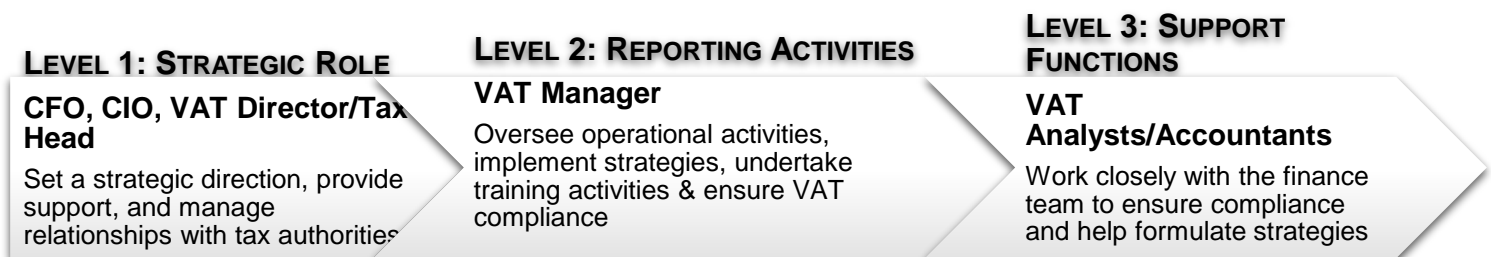 LEVEL 1: STRATEGIC ROLE
CFO, CIO, VAT Director/Tax
Head
Set a strategic direction, provide
support, and manage
relationships with tax authorities
LEVEL 2: REPORTING ACTIVITIES
VAT Manager
Oversee operational activities,
implement strategies, undertake
training activities & ensure VAT
compliance
LEVEL 3: SUPPORT
FUNCTIONS
VAT
Analysts/Accountants
Work closely with the finance
team to ensure compliance
and help formulate strategies